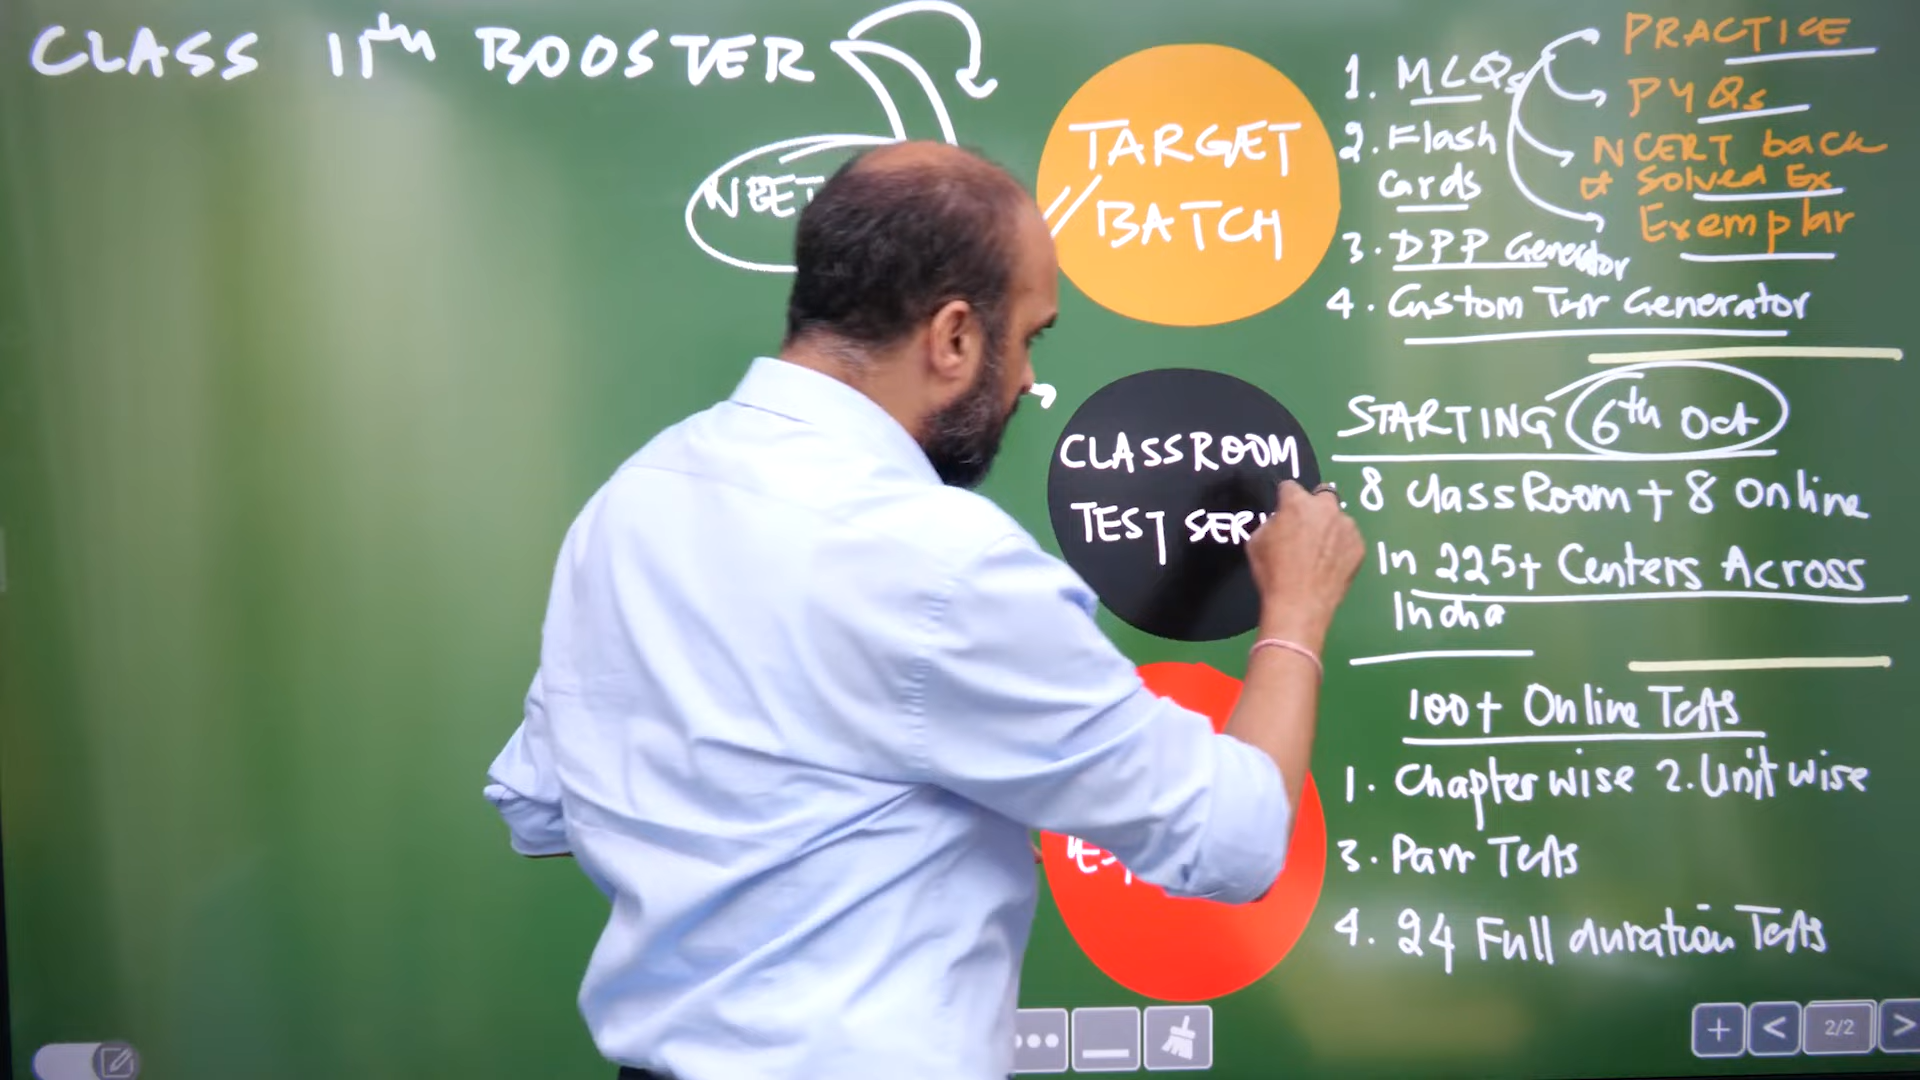 CLASS 11th BOOSTER
NEET
TARGET
BATCH
1. MCQs
PRACTICE
PYQs
NCERT back
& Solved Ex
Exemplar
2. Flash
Cards
3. DPP Generator
4. Custom Generator
CLASSROOM
TEST SER
STARTING 6th Oct
8 ClassRoom + 8 Online
In 225+ Centers Across
India
100+ Online Tests
1. Chapter wise 2. Unit wise
3. Part Tests
4. 24 Full duration Tests
2/2